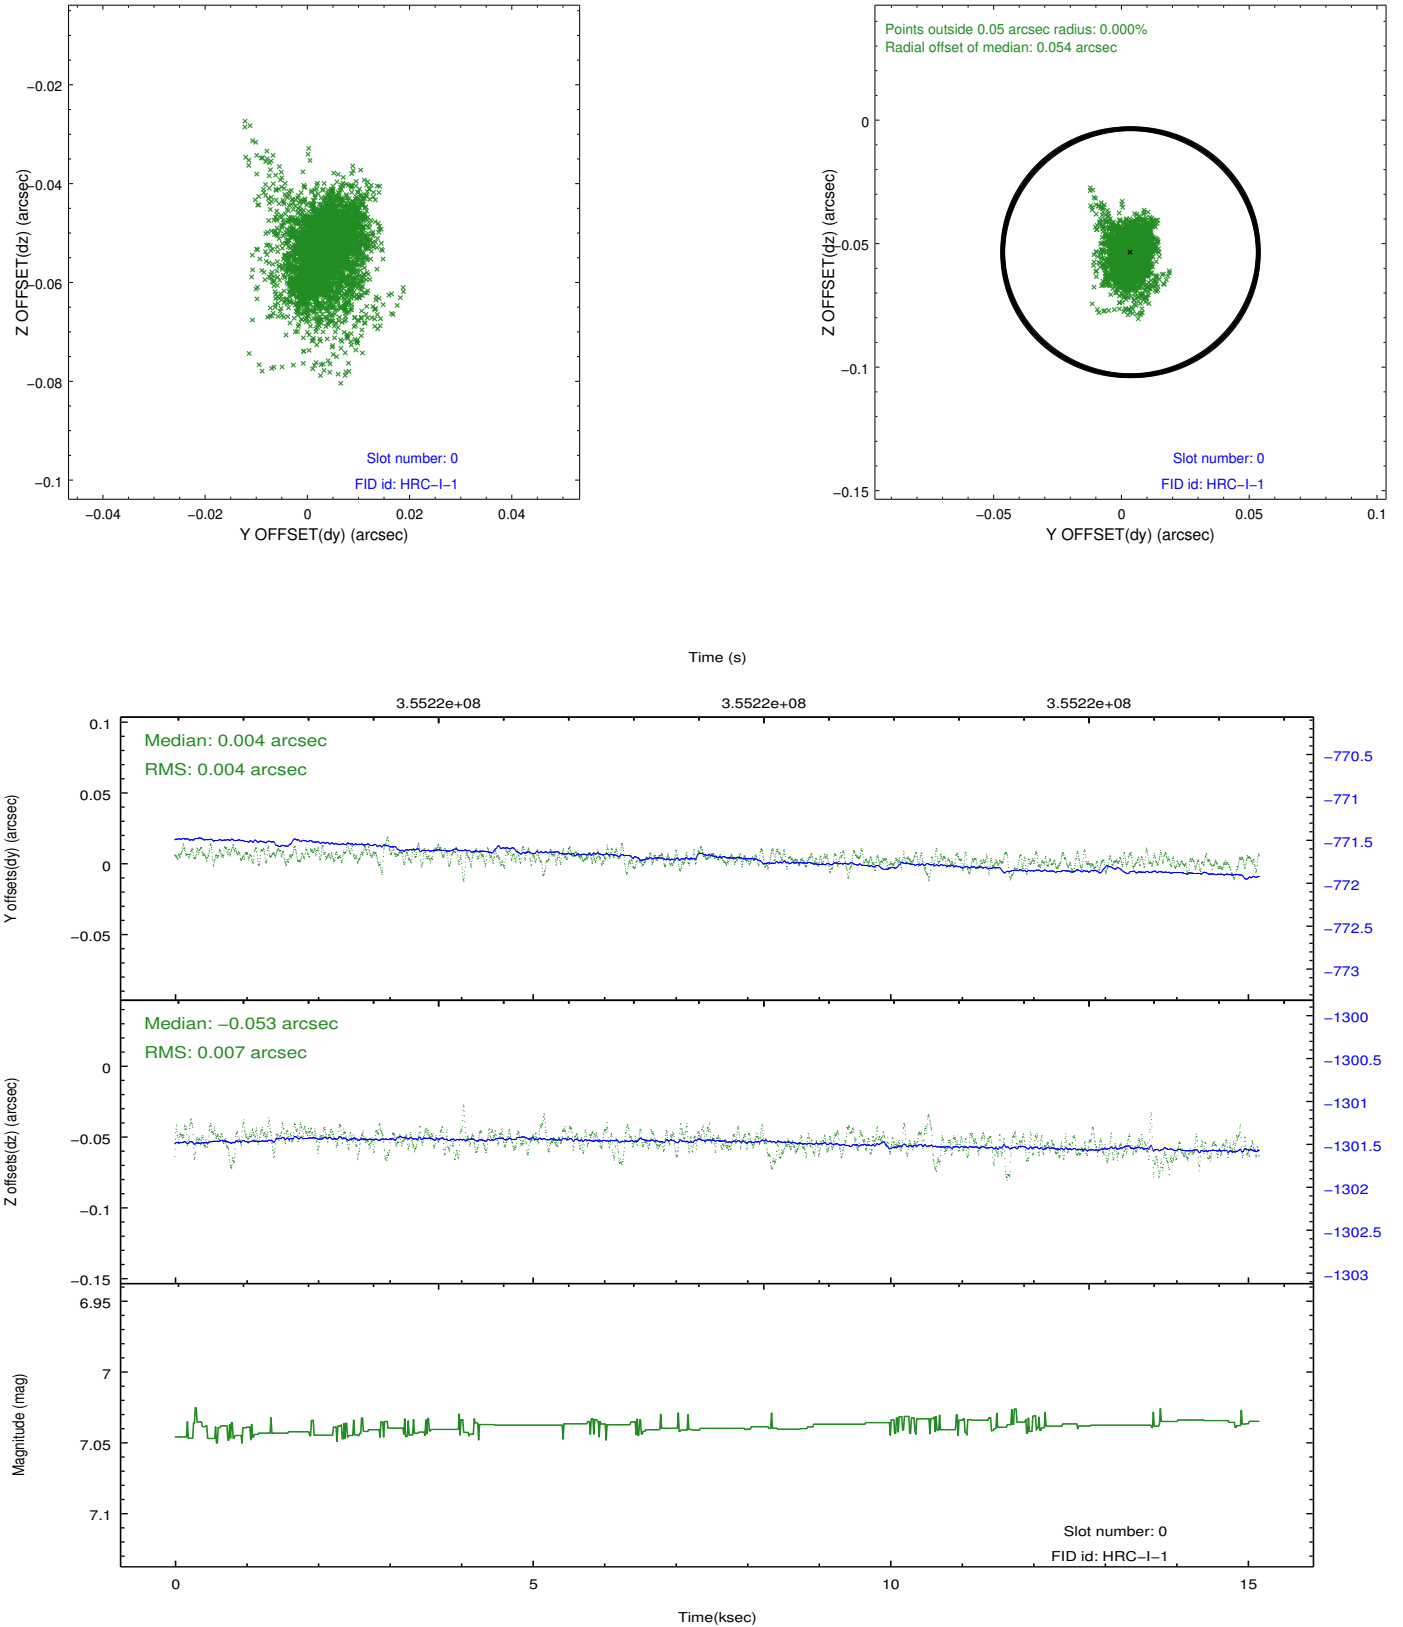 −0.02
−0.04
−0.06
−0.08
−0.1
Z OFFSET(dz) (arcsec)
Slot number: 0
FID id: HRC−I−1
−0.04
−0.02
0
0.02
0.04
Y OFFSET(dy) (arcsec)
Points outside 0.05 arcsec radius: 0.000%
Radial offset of median: 0.054 arcsec
0
−0.05
−0.1
−0.15
Z OFFSET(dz) (arcsec)
Slot number: 0
FID id: HRC−I−1
−0.05
0
0.05
0.1
Y OFFSET(dy) (arcsec)
Time (s)
3.5522e+08
3.5522e+08
3.5522e+08
Median: 0.004 arcsec
RMS: 0.004 arcsec
0.1
0.05
0
−0.05
Y offsets(dy) (arcsec)
−770.5
−771
−771.5
−772
−772.5
−773
Median: −0.053 arcsec
RMS: 0.007 arcsec
0
−0.05
−0.1
−0.15
Z offsets(dz) (arcsec)
−1300
−1300.5
−1301
−1301.5
−1302
−1302.5
−1303
6.95
7
7.05
7.1
Magnitude (mag)
Slot number: 0
FID id: HRC−I−1
0
5
10
15
Time(ksec)